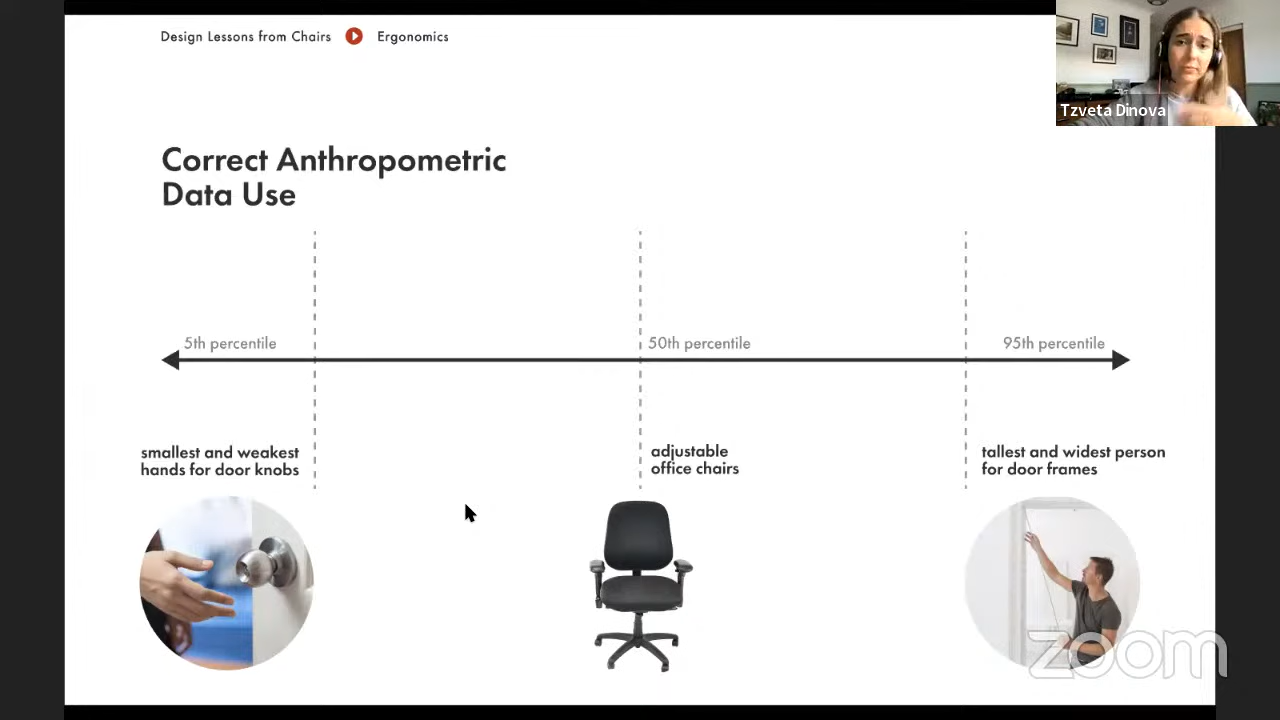 Design Lessons from Chairs Ergonomics
Tzveta Dinova
Correct Anthropometric
Data Use
5th percentile
50th percentile
95th percentile
smallest and weakest
hands for door knobs
adjustable
office chairs
tallest and widest person
for door frames
zoom